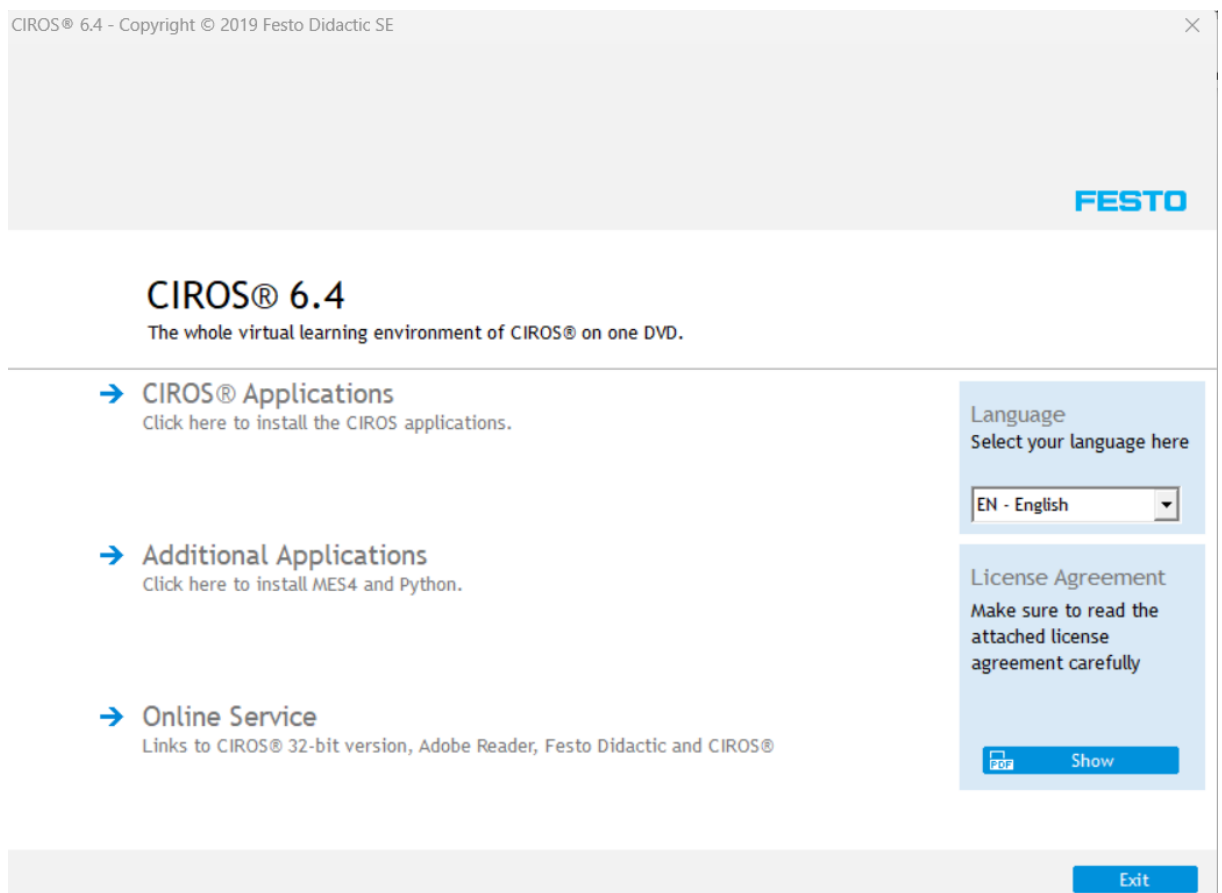 CIROS® 6.4 - Copyright © 2019 Festo Didactic SE
FESTO
CIROS® 6.4
The whole virtual learning environment of CIROS® on one DVD.
CIROS® Applications
Click here to install the CIROS applications.
Additional Applications
Click here to install MES4 and Python.
Online Service
Links to CIROS® 32-bit version, Adobe Reader, Festo Didactic and CIROS®
Language
Select your language here
EN - English
License Agreement
Make sure to read the
attached license
agreement carefully
PDF Show
Exit